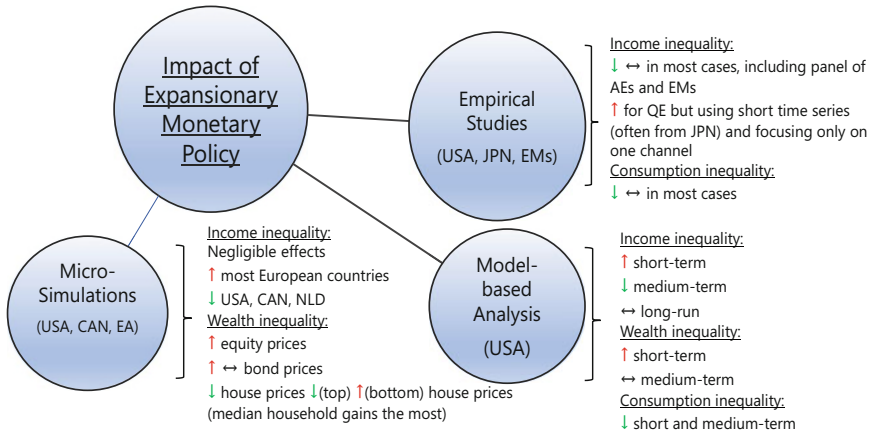 Impact of
Expansionary
Monetary
Policy
Empirical
Studies
(USA, JPN, EMs)
Income inequality:
↓ ↔ in most cases, including panel of
AEs and EMs
↑ for QE but using short time series
(often from JPN) and focusing only on
one channel
Consumption inequality:
↓ ↔ in most cases
Micro-
Simulations
(USA, CAN, EA)
Income inequality:
Negligible effects
↑ most European countries
↓ USA, CAN, NLD
Wealth inequality:
↑ equity prices
↑ ↔ bond prices
↓ house prices ↓(top) ↑(bottom) house prices
(median household gains the most)
Model-
based
Analysis
(USA)
Income inequality:
↑ short-term
↓ medium-term
↔ long-run
Wealth inequality:
↑ short-term
↔ medium-term
Consumption inequality:
↓ short and medium-term